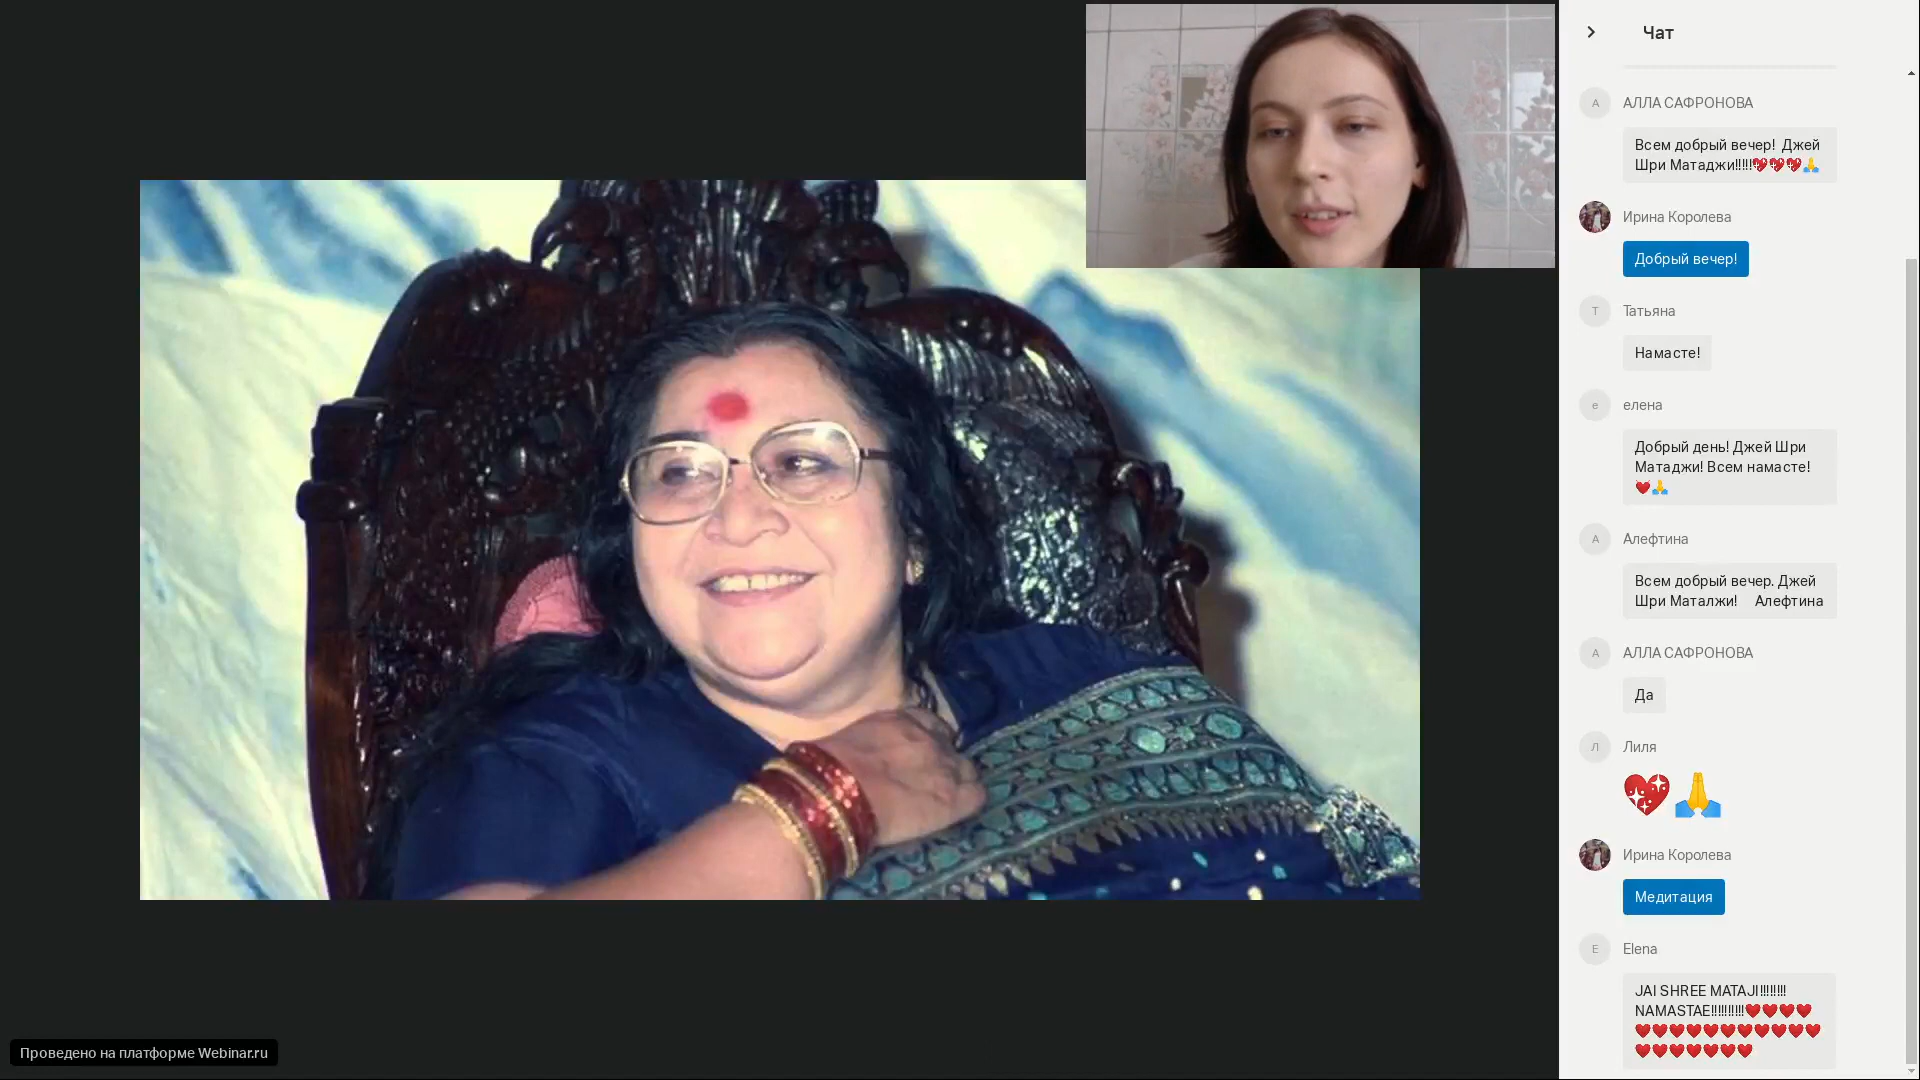 Чат
А
АЛЛА САФРОНОВА
Всем добрый вечер! Джей
Шри Матаджи!!!!!💖💖💖🙏
Ирина Королева
Добрый вечер!
Т
Татьяна
Намасте!
е
елена
Добрый день! Джей Шри
Матаджи! Всем намасте!
💓🙏
А
Алефтина
Всем добрый вечер. Джей
Шри Маталжи! Алефтина
А
АЛЛА САФРОНОВА
Да
Л
Лиля
💖🙏
Ирина Королева
Медитация
E
Elena
JAI SHREE MATAJI!!!!!!!!!
NAMASTAE!!!!!!!!!!❤❤❤❤
❤❤❤❤❤❤❤❤❤❤❤
❤❤❤❤❤❤❤
Проведено на платформе Webinar.ru